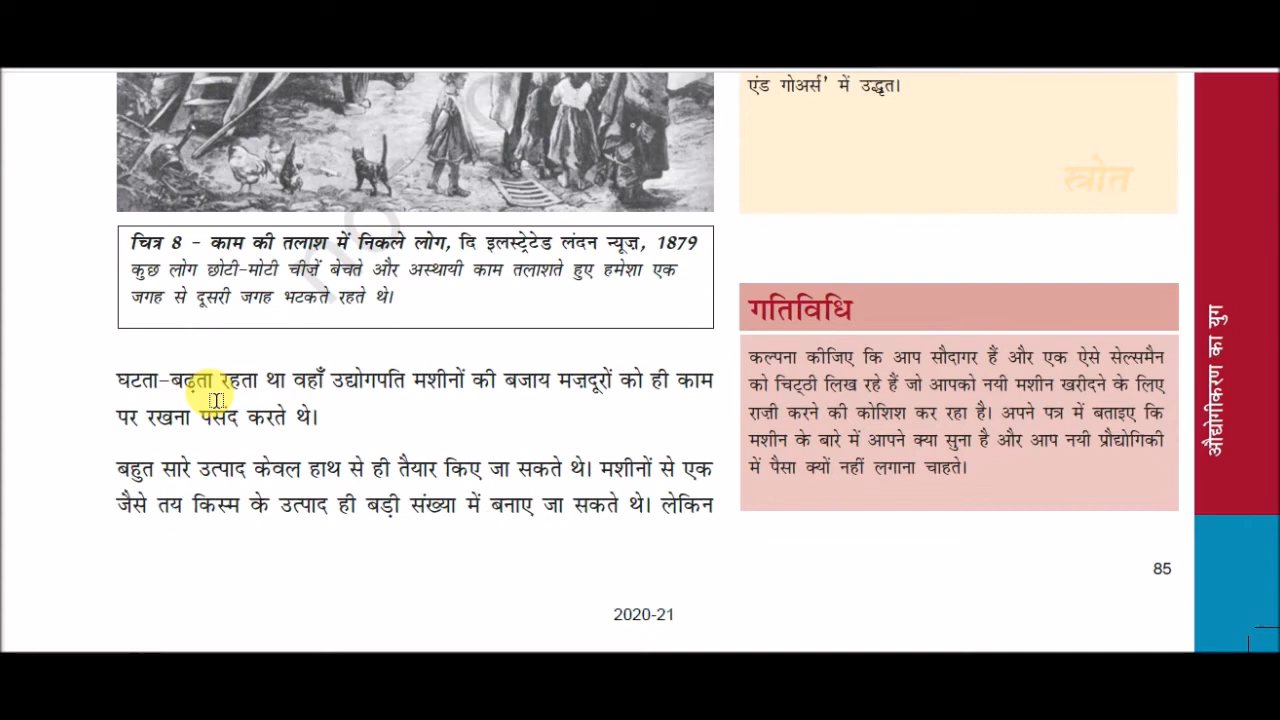 एंड गोअर्स' में उद्धृत।
स्रोत
चित्र 8 - काम की तलाश में निकले लोग, दि इलस्ट्रेटेड लंदन न्यूज़, 1879
कुछ लोग छोटी-मोटी चीज़ें बेचते और अस्थायी काम तलाशते हुए हमेशा एक
जगह से दूसरी जगह भटकते रहते थे।
घटता-बढ़ता रहता था वहाँ उद्योगपति मशीनों की बजाय मज़दूरों को ही काम
पर रखना पसंद करते थे।
बहुत सारे उत्पाद केवल हाथ से ही तैयार किए जा सकते थे। मशीनों से एक
जैसे तय किस्म के उत्पाद ही बड़ी संख्या में बनाए जा सकते थे। लेकिन
गतिविधि
कल्पना कीजिए कि आप सौदागर हैं और एक ऐसे सेल्समैन
को चिट्ठी लिख रहे हैं जो आपको नयी मशीन खरीदने के लिए
राज़ी करने की कोशिश कर रहा है। अपने पत्र में बताइए कि
मशीन के बारे में आपने क्या सुना है और आप नयी प्रौद्योगिकी
में पैसा क्यों नहीं लगाना चाहते।
औद्योगीकरण का युग
85
2020-21